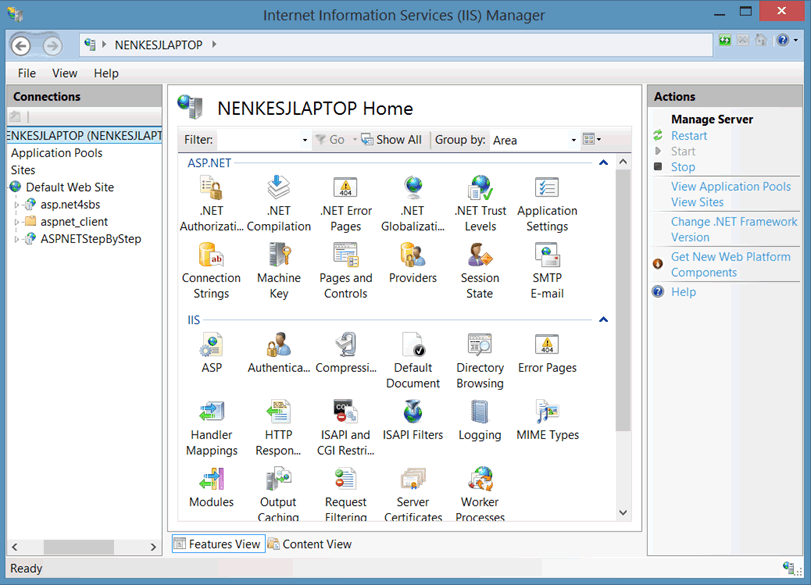 Internet Information Services (IIS) Manager
NENKESJLAPTOP
File View Help
Connections
ENKESJLAPTOP (NENKESJLAPT
Application Pools
Sites
Default Web Site
asp.net4sbs
aspnet_client
ASPNETStepByStep
NENKESJLAPTOP Home
Filter: Go Show All Group by: Area
ASP.NET
.NET Authorizati...
.NET Compilation
.NET Error Pages
.NET Globalizati...
.NET Trust Levels
Application Settings
Connection Strings
Machine Key
Pages and Controls
Providers
Session State
SMTP E-mail
IIS
ASP
Authentica...
Compressi...
Default Document
Directory Browsing
Error Pages
Handler Mappings
HTTP Respon...
ISAPI and CGI Restri...
ISAPI Filters
Logging
MIME Types
Modules
Output Caching
Request Filtering
Server Certificates
Worker Processes
Features View Content View
Actions
Manage Server
Restart
Start
Stop
View Application Pools
View Sites
Change .NET Framework
Version
Get New Web Platform
Components
Help
Ready